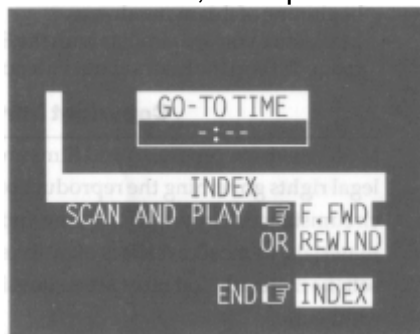 GO-TO TIME
-:--
INDEX
SCAN AND PLAY ☞ F.FWD
OR REWIND
END ☞ INDEX